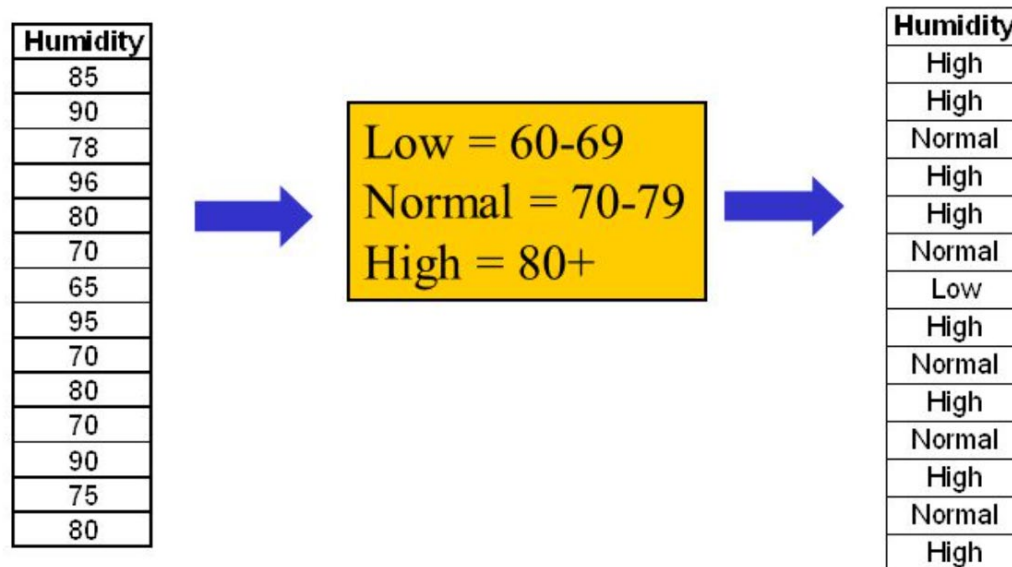 Humidity
85
90
78
96
80
70
65
95
70
80
70
90
75
80
Low = 60-69
Normal = 70-79
High = 80+
Humidity
High
High
Normal
High
High
Normal
Low
High
Normal
High
Normal
High
Normal
High